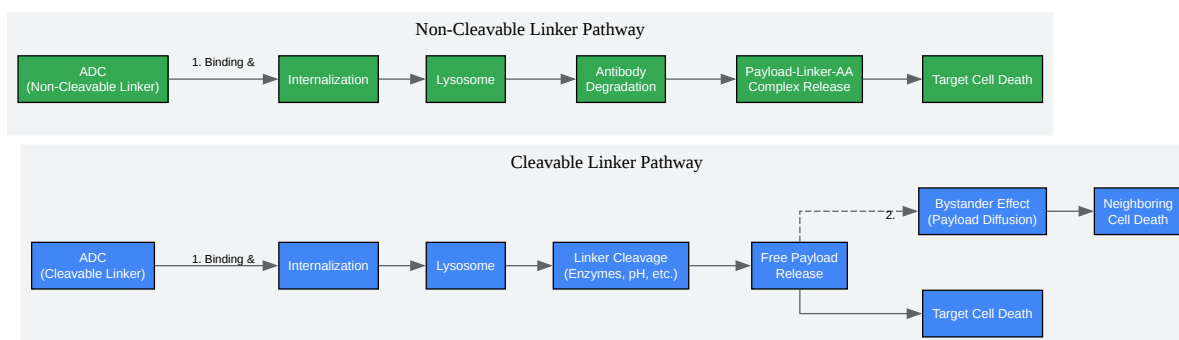 Non-Cleavable Linker Pathway
ADC
(Non-Cleavable Linker)
1. Binding &
Internalization
Lysosome
Antibody
Degradation
Payload-Linker-AA
Complex Release
Target Cell Death
Cleavable Linker Pathway
ADC
(Cleavable Linker)
1. Binding &
Internalization
Lysosome
Linker Cleavage
(Enzymes, pH, etc.)
Free Payload
Release
2.
Bystander Effect
(Payload Diffusion)
Neighboring
Cell Death
Target Cell Death